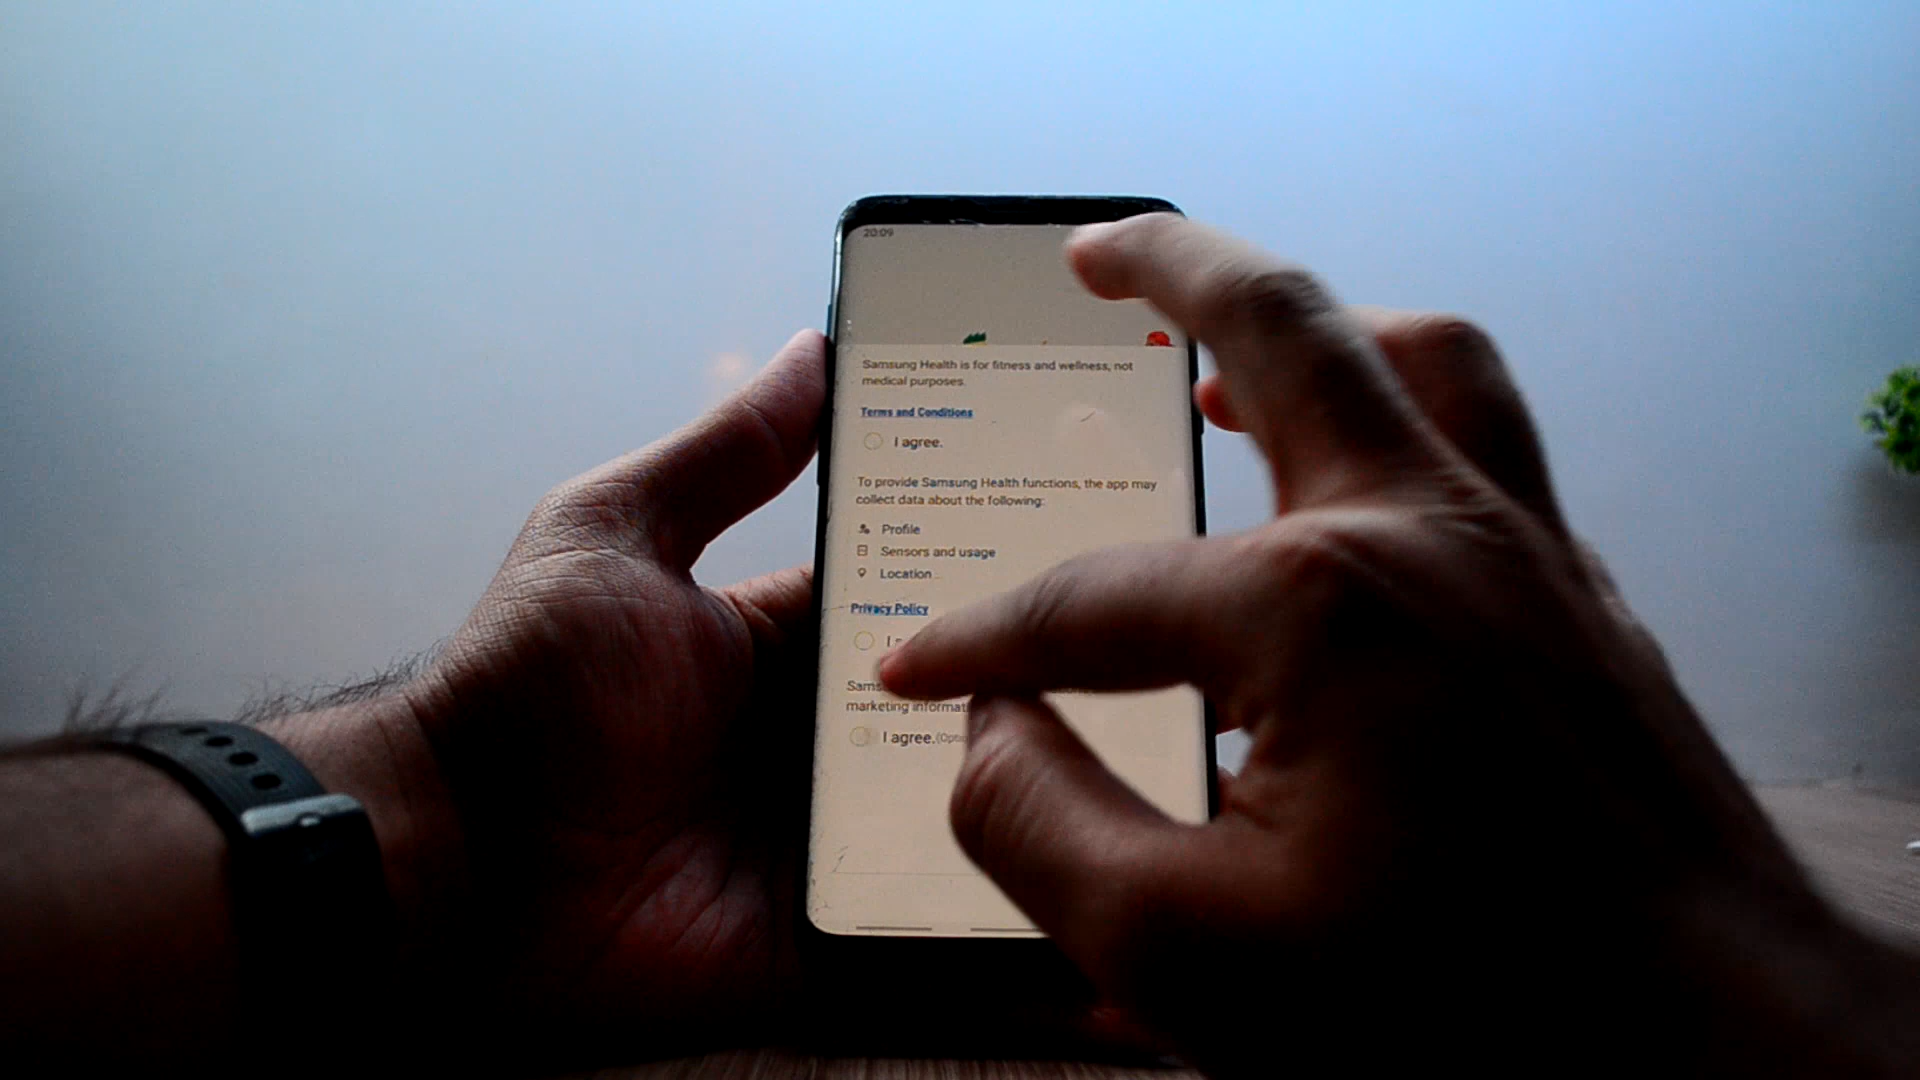 20:09
Samsung Health is for fitness and wellness, not
medical purposes.
Terms and Conditions
I agree.
To provide Samsung Health functions, the app may
collect data about the following:
Profile
Sensors and usage
Location
Privacy Policy
I
marketing
I agree.